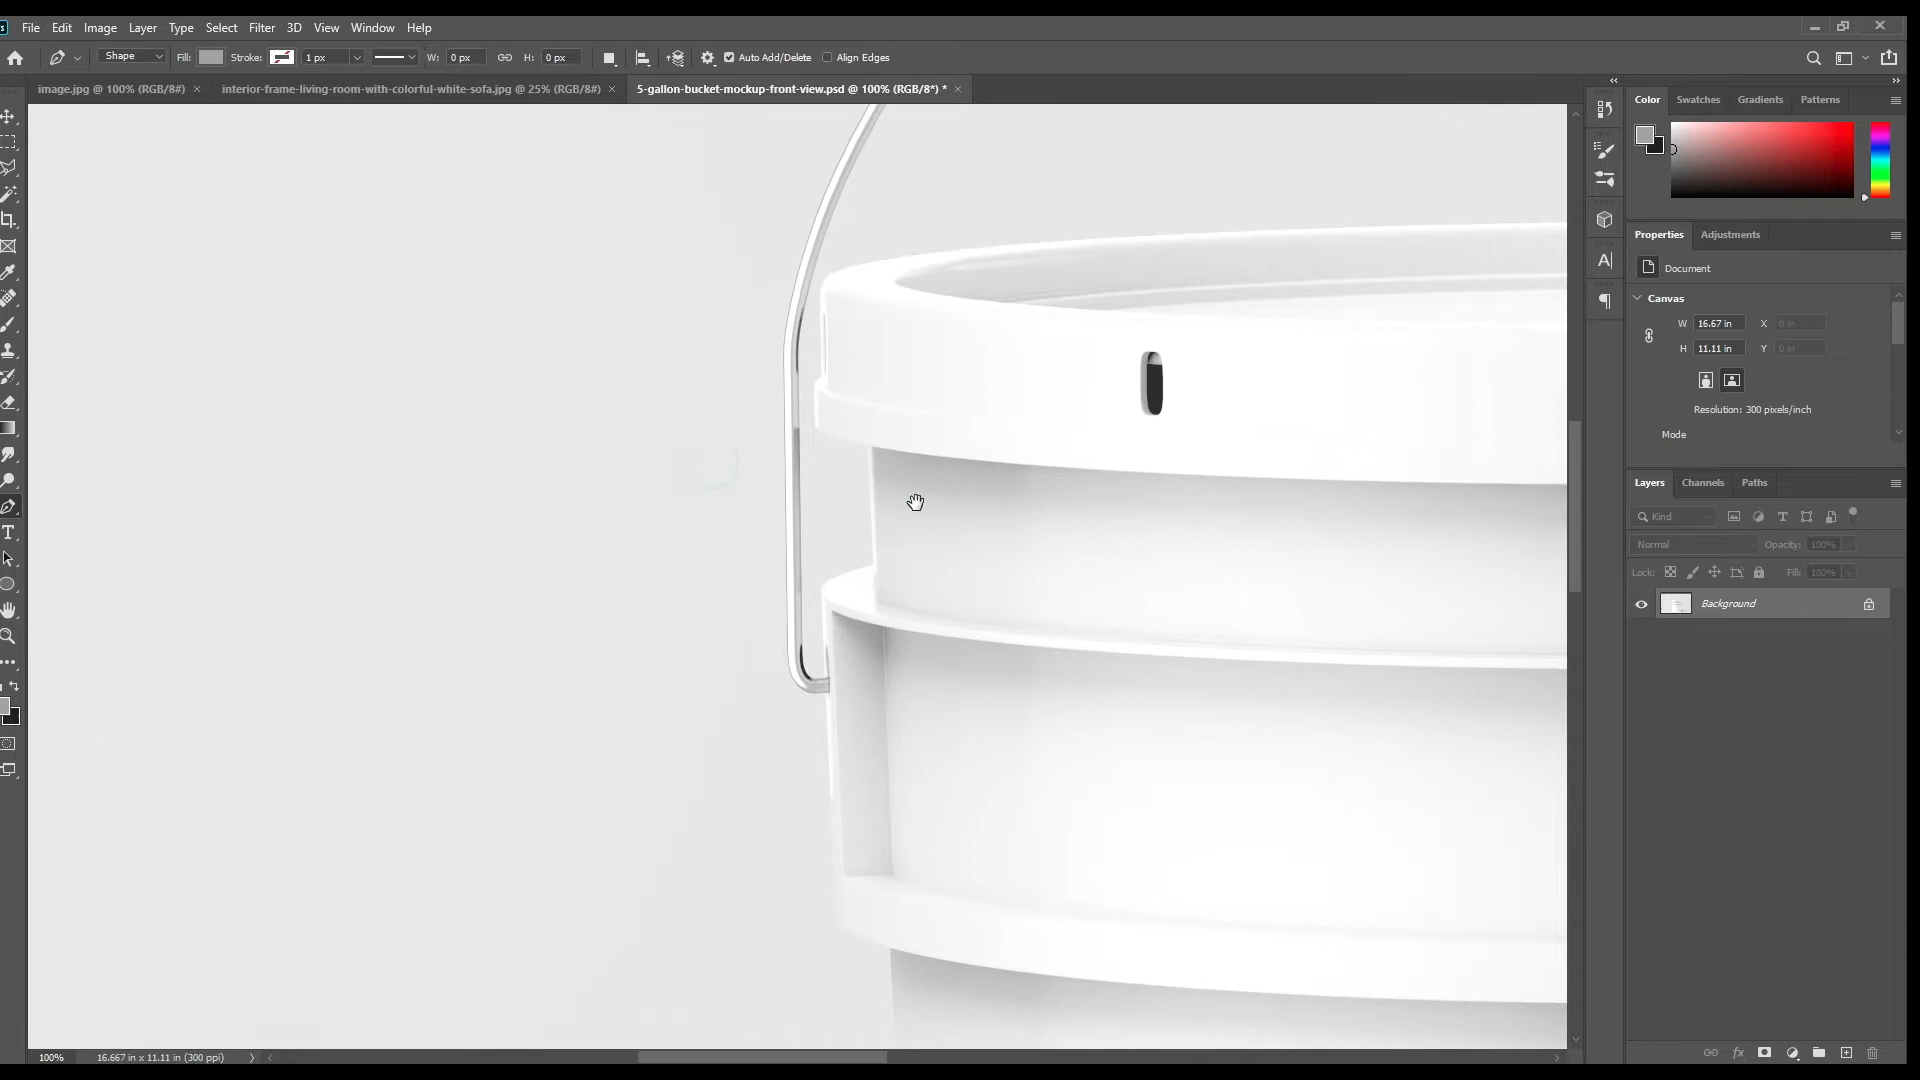 File Edit Image Layer Type Select Filter 3D View Window Help
Shape Fill: Stroke: 1 px W: 0 px H: 0 px Auto Add/Delete Align Edges
image.jpg @ 100% (RGB/8#) × interior-frame-living-room-with-colorful-white-sofa.jpg @ 25% (RGB/8#) × 5-gallon-bucket-mockup-front-view.psd @ 100% (RGB/8*) * ×
Color Swatches Gradients Patterns
Properties Adjustments
Document
Canvas
W 16.67 in X 0 in
H 11.11 in Y 0 in
Resolution: 300 pixels/inch
Mode
Layers Channels Paths
Kind
Normal Opacity: 100%
Lock: Fill: 100%
Background
100% 16.667 in x 11.11 in (300 ppi)